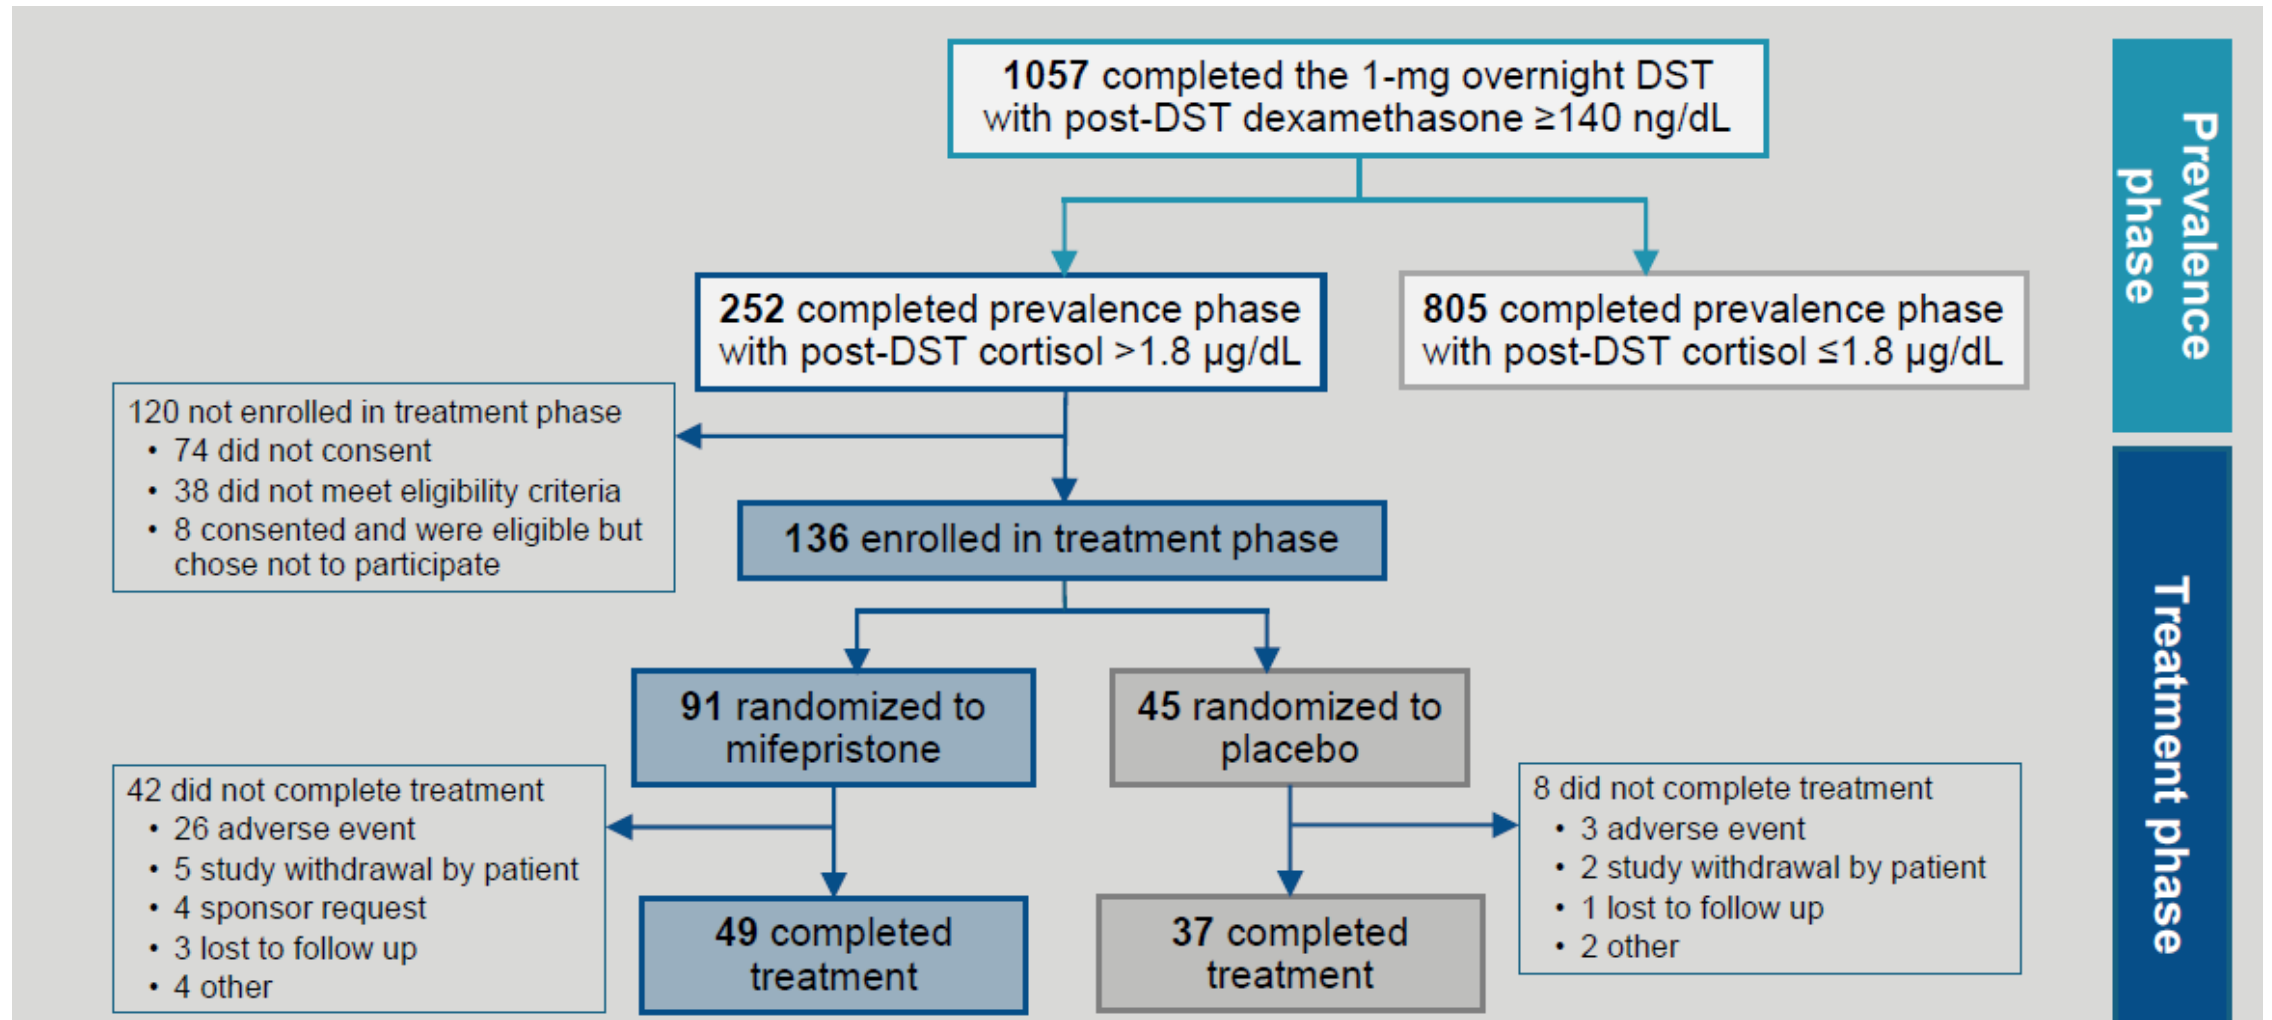 1057 completed the 1-mg overnight DST
with post-DST dexamethasone ≥140 ng/dL
Prevalence
phase
252 completed prevalence phase
with post-DST cortisol >1.8 µg/dL
805 completed prevalence phase
with post-DST cortisol ≤1.8 µg/dL
120 not enrolled in treatment phase
• 74 did not consent
• 38 did not meet eligibility criteria
• 8 consented and were eligible but
chose not to participate
136 enrolled in treatment phase
Treatment phase
91 randomized to
mifepristone
45 randomized to
placebo
42 did not complete treatment
• 26 adverse event
• 5 study withdrawal by patient
• 4 sponsor request
• 3 lost to follow up
• 4 other
8 did not complete treatment
• 3 adverse event
• 2 study withdrawal by patient
• 1 lost to follow up
• 2 other
49 completed
treatment
37 completed
treatment